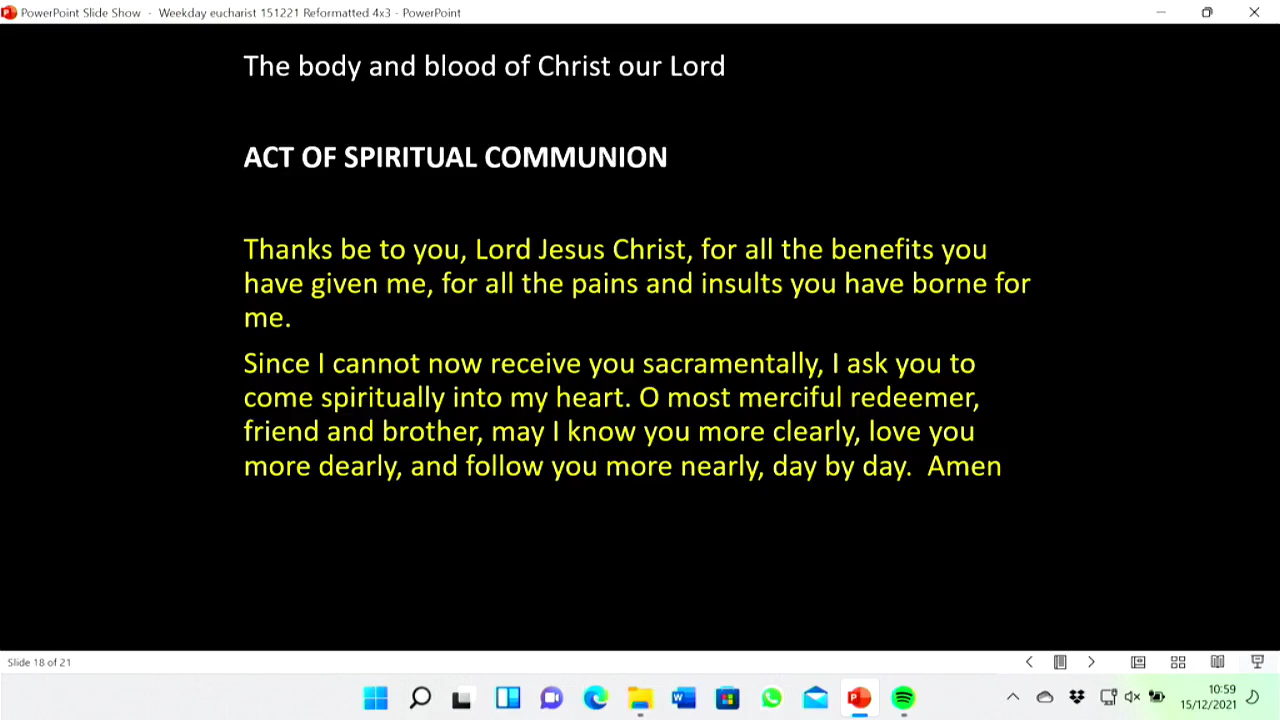 PowerPoint Slide Show - Weekday eucharist 151221 Reformatted 4x3 - PowerPoint
The body and blood of Christ our Lord
ACT OF SPIRITUAL COMMUNION
Thanks be to you, Lord Jesus Christ, for all the benefits you
have given me, for all the pains and insults you have borne for
me.
Since I cannot now receive you sacramentally, I ask you to
come spiritually into my heart. O most merciful redeemer,
friend and brother, may I know you more clearly, love you
more dearly, and follow you more nearly, day by day.  Amen
Slide 18 of 21
10:59
15/12/2021